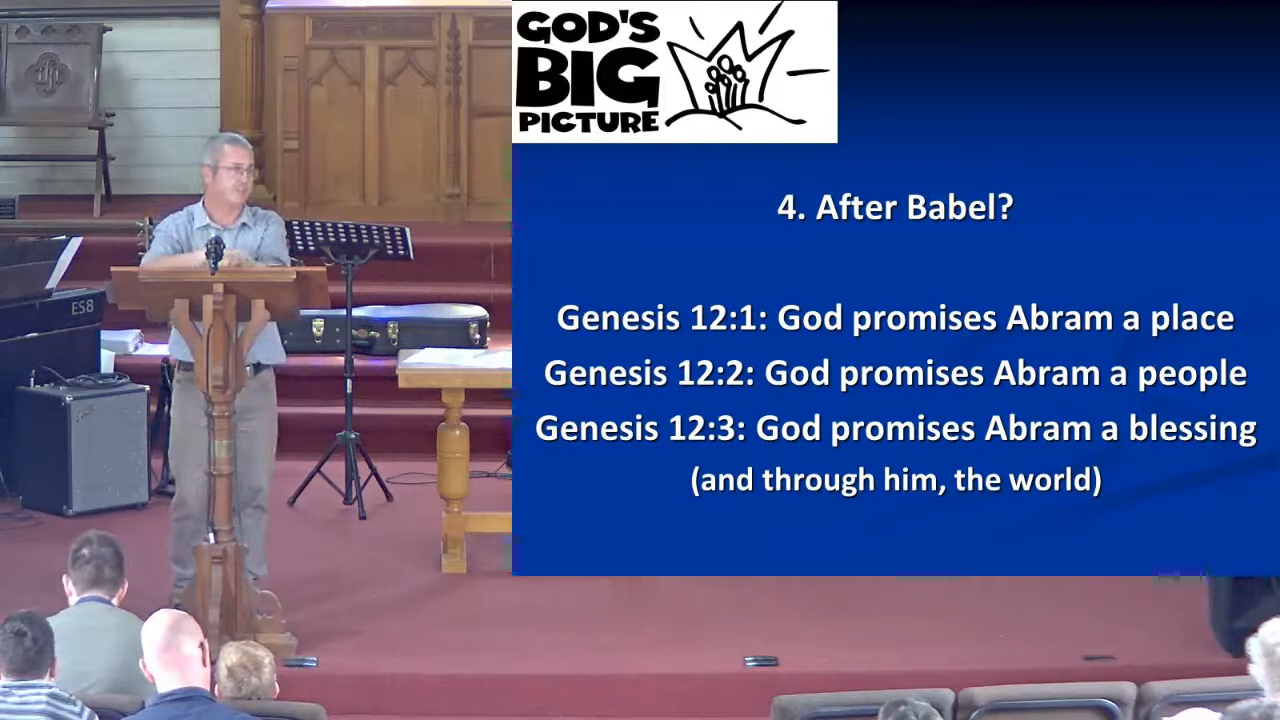 GOD'S
BIG
PICTURE
4. After Babel?
Genesis 12:1: God promises Abram a place
Genesis 12:2: God promises Abram a people
Genesis 12:3: God promises Abram a blessing
(and through him, the world)
ES8